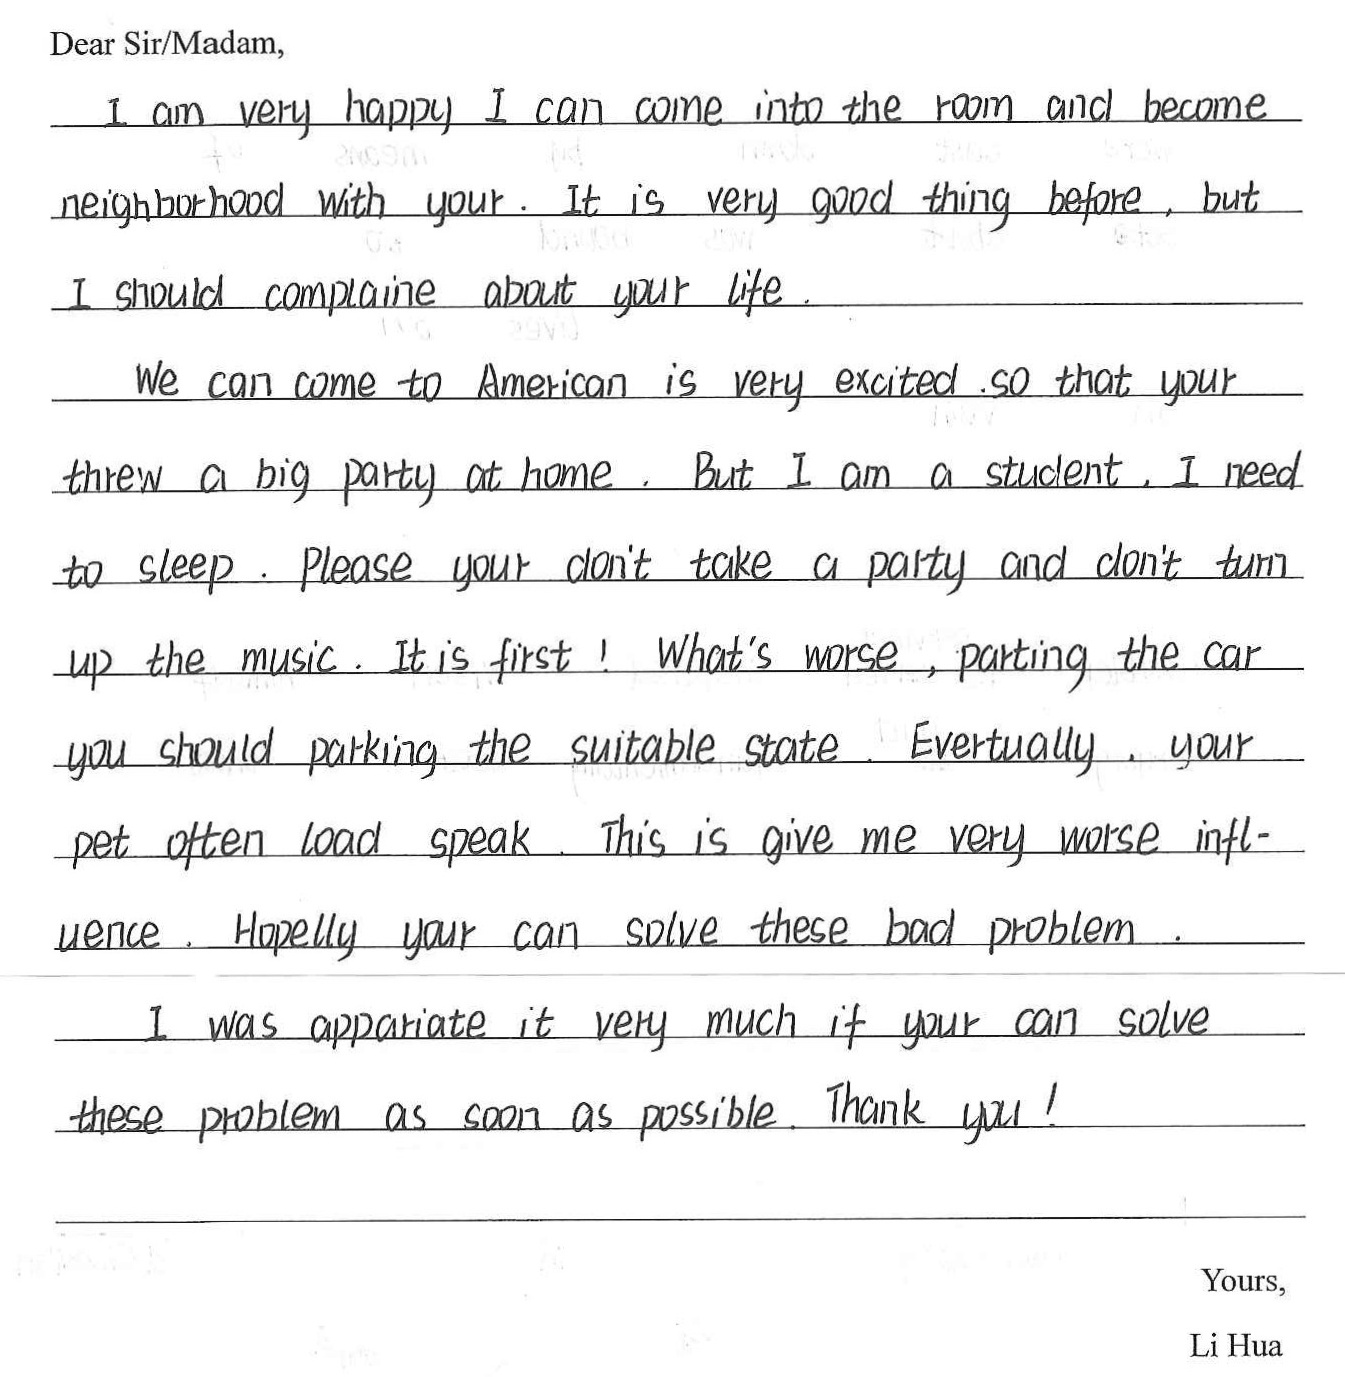 Dear Sir/Madam,
I am very happy I can come into the room and become
neighborhood with your. It is very good thing before, but
I should complaine about your life.
We can come to American is very excited. so that your
threw a big party at home. But I am a student. I need
to sleep. Please your don't take a party and don't turn
up the music. It is first! What's worse, parting the car
you should parking the suitable state. Evertually, your
pet often load speak. This is give me very worse infl-
uence. Hopelly your can solve these bad problem.
I was appariate it very much if your can solve
these problem as soon as possible. Thank you!
Yours,
Li Hua